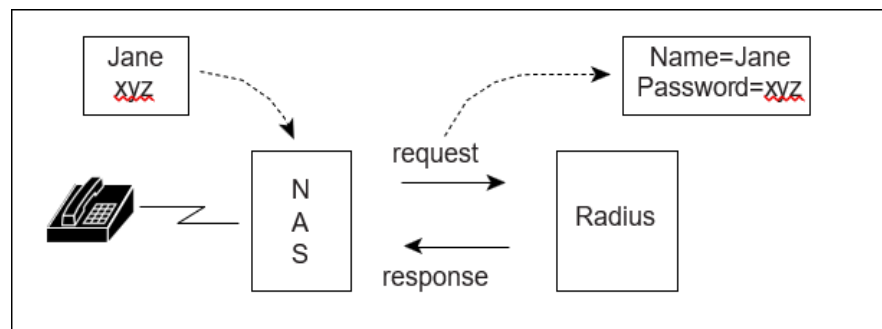 Jane
xyz
Name=Jane
Password=xyz
request
N
A
S
Radius
response